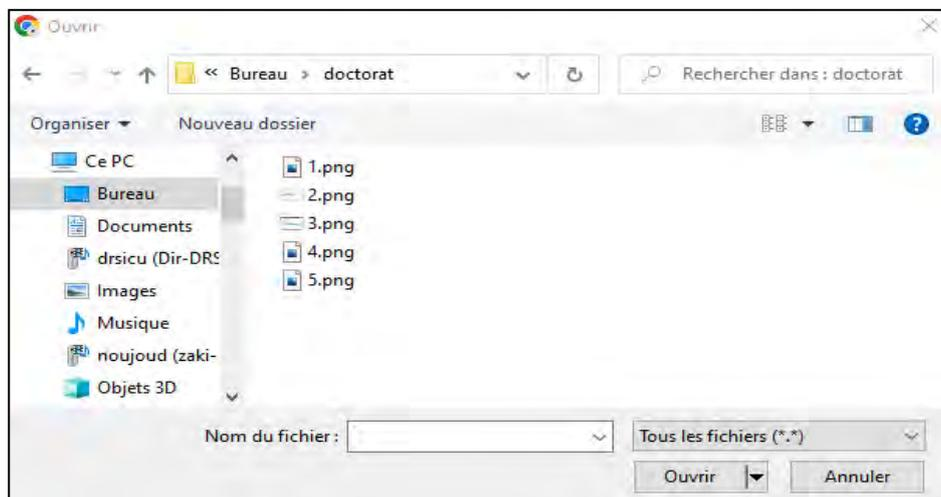 Ouvrir
« Bureau › doctorat
Rechercher dans : doctorat
Organiser
Nouveau dossier
Ce PC
Bureau
Documents
drsicu (Dir-DRS
Images
Musique
noujoud (zaki-
Objets 3D
1.png
2.png
3.png
4.png
5.png
Nom du fichier :
Tous les fichiers (*.*)
Ouvrir
Annuler